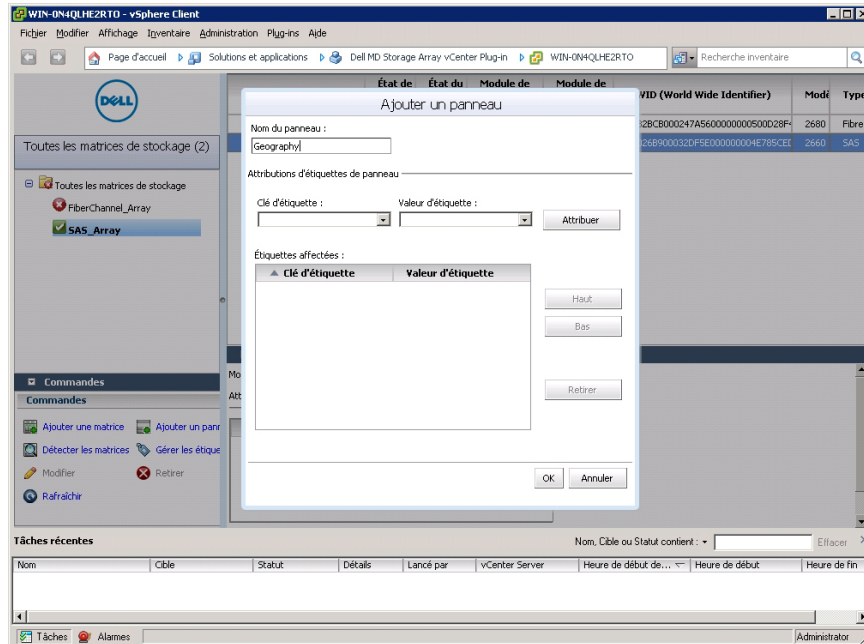 WIN-0N4QLHE2RTO - vSphere Client
Fichier Modifier Affichage Inventaire Administration Plug-ins Aide
Page d'accueil Solutions et applications Dell MD Storage Array vCenter Plug-in WIN-0N4QLHE2RTO Recherche inventaire
DELL
Toutes les matrices de stockage (2)
Toutes les matrices de stockage
FiberChannel_Array
SAS_Array
État de État du Module de Module de
VID (World Wide Identifier) Modè Type
2680 Fibre
2660 SAS
Ajouter un panneau
Nom du panneau :
Geography
Attributions d'étiquettes de panneau
Clé d'étiquette : Valeur d'étiquette :
Attribuer
Étiquettes affectées :
Clé d'étiquette Valeur d'étiquette
Haut
Bas
Retirer
OK Annuler
Mo
Att
Commandes
Commandes
Ajouter une matrice Ajouter un pann
Détecter les matrices Gérer les étique
Modifier Retirer
Rafraîchir
Tâches récentes Nom, Cible ou Statut contient : Effacer
Nom Cible Statut Détails Lancé par vCenter Server Heure de début de... Heure de début Heure de fin
Tâches Alarmes Administrator